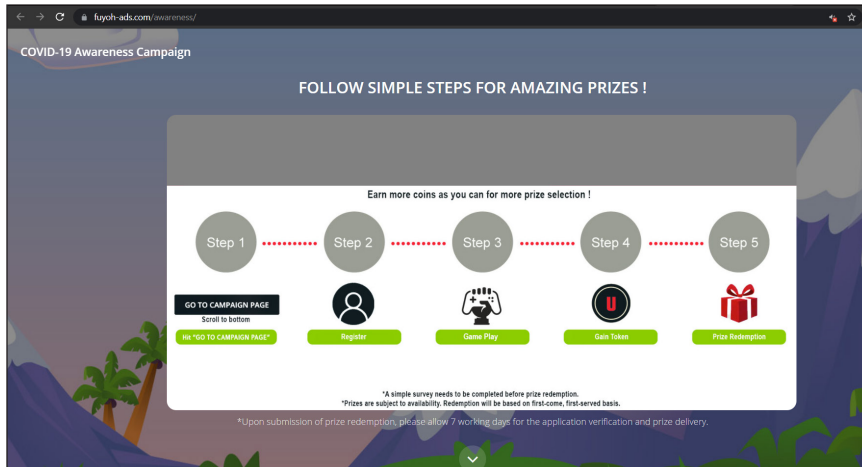 fuyoh-ads.com/awareness/
COVID-19 Awareness Campaign
FOLLOW SIMPLE STEPS FOR AMAZING PRIZES !
Earn more coins as you can for more prize selection !
Step 1 Step 2 Step 3 Step 4 Step 5
GO TO CAMPAIGN PAGE
U
Scroll to bottom
Hit "GO TO CAMPAIGN PAGE" Register Game Play Gain Token Prize Redemption
*A simple survey needs to be completed before prize redemption.
*Prizes are subject to availability. Redemption will be based on first-come, first-served basis.
*Upon submission of prize redemption, please allow 7 working days for the application verification and prize delivery.